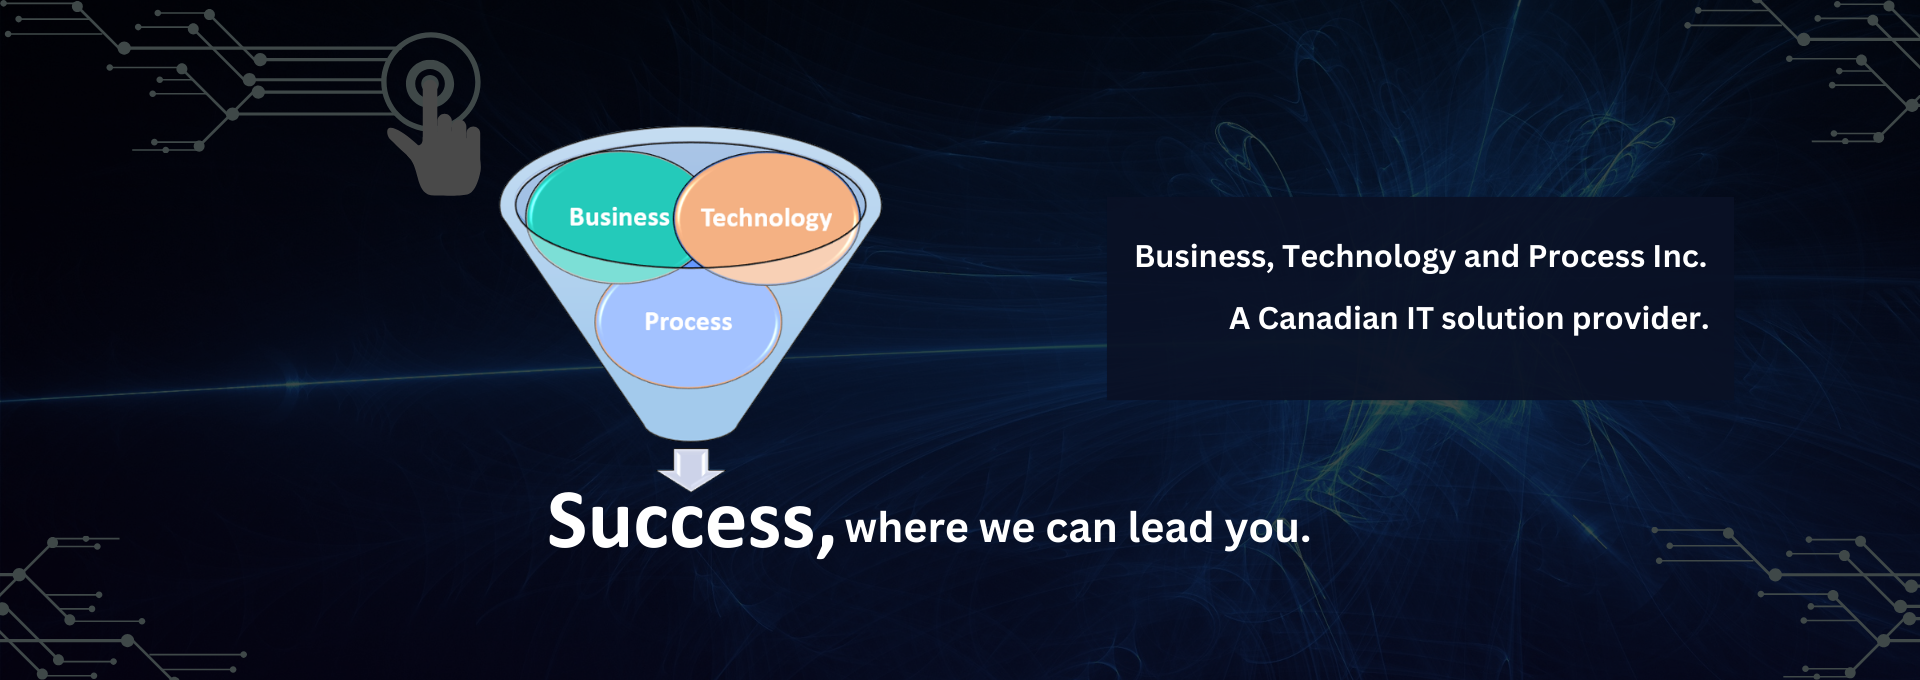 Business
Technology
Process
Business, Technology and Process Inc.
A Canadian IT solution provider.
Success, where we can lead you.